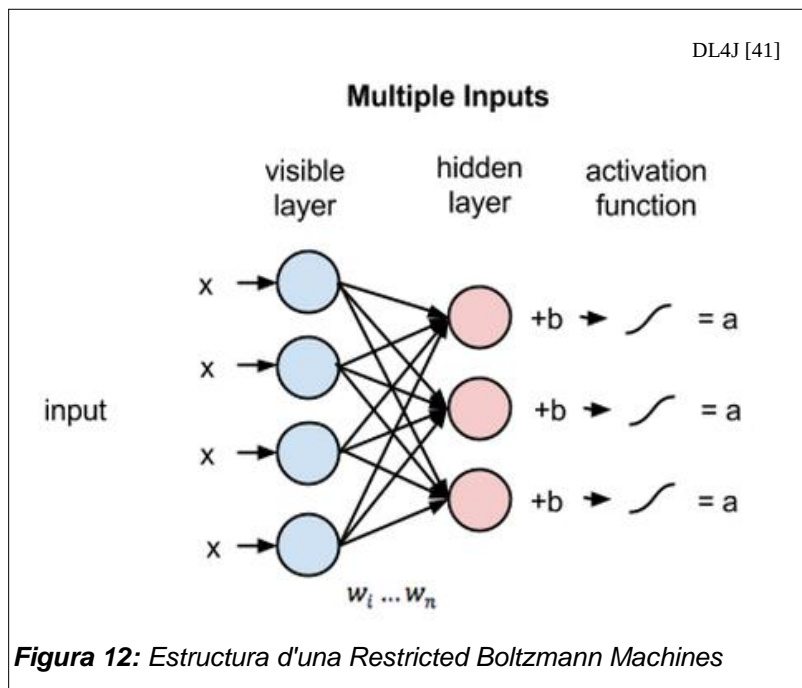 DL4J [41]
Multiple Inputs
visible layer
hidden layer
activation function
x
x
input
x
x
+b = a
+b = a
+b = a
w_i ... w_n
Figura 12: Estructura d'una Restricted Boltzmann Machines